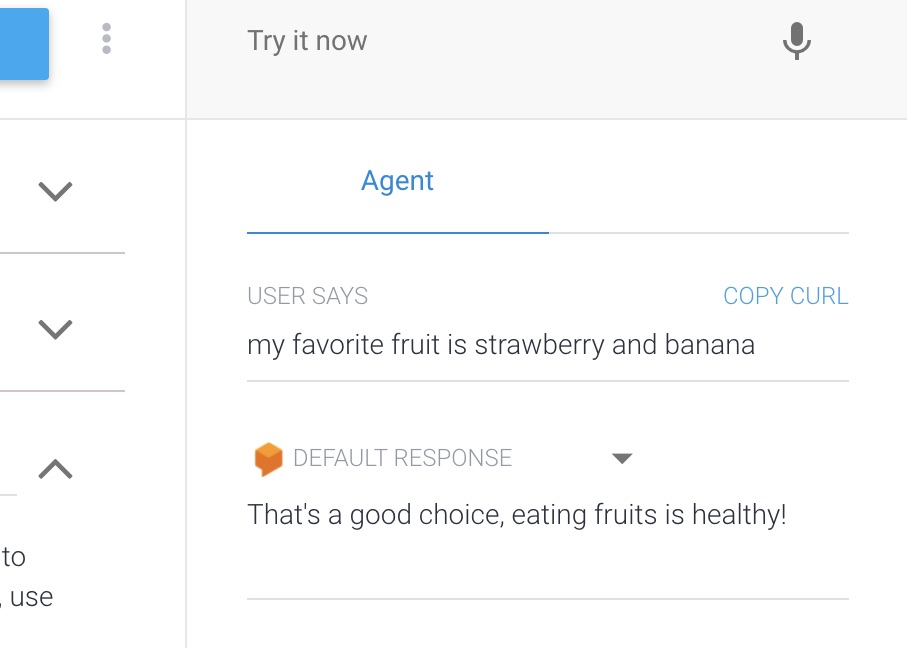 Try it now
Agent
USER SAYS COPY CURL
my favorite fruit is strawberry and banana
DEFAULT RESPONSE
That's a good choice, eating fruits is healthy!
to
, use